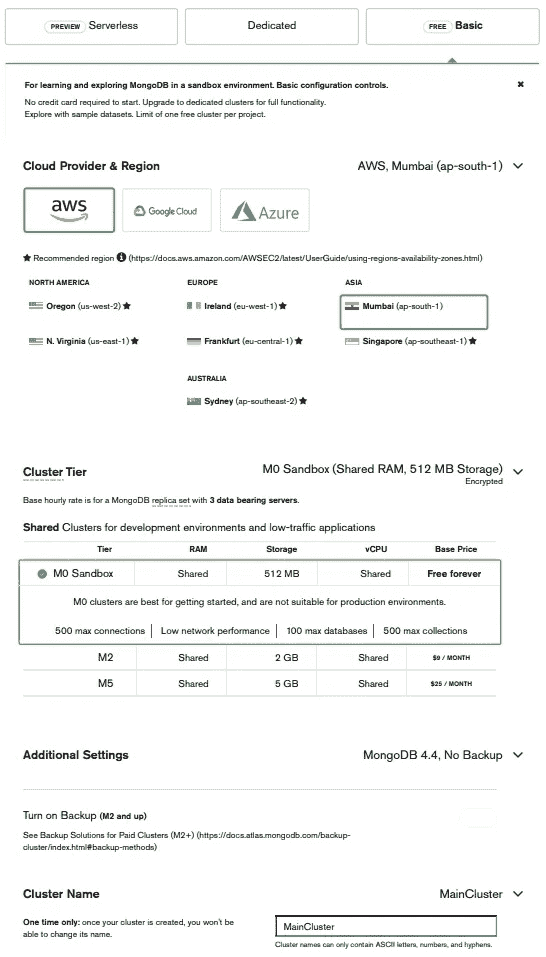 PREVIEW Serverless
Dedicated
FREE Basic
For learning and exploring MongoDB in a sandbox environment. Basic configuration controls.
No credit card required to start. Upgrade to dedicated clusters for full functionality.
Explore with sample datasets. Limit of one free cluster per project.
Cloud Provider & Region
AWS, Mumbai (ap-south-1)
aws
Google Cloud
Azure
Recommended region (https://docs.aws.amazon.com/AWSEC2/latest/UserGuide/using-regions-availability-zones.html)
NORTH AMERICA EUROPE ASIA
Oregon (us-west-2) Ireland (eu-west-1) Mumbai (ap-south-1)
N. Virginia (us-east-1) Frankfurt (eu-central-1) Singapore (ap-southeast-1)
AUSTRALIA
Sydney (ap-southeast-2)
Cluster Tier
M0 Sandbox (Shared RAM, 512 MB Storage)
Encrypted
Base hourly rate is for a MongoDB replica set with 3 data bearing servers.
Shared Clusters for development environments and low-traffic applications
Tier RAM Storage vCPU Base Price
M0 Sandbox Shared 512 MB Shared Free forever
M0 clusters are best for getting started, and are not suitable for production environments.
500 max connections Low network performance 100 max databases 500 max collections
M2 Shared 2 GB Shared $9 / MONTH
M5 Shared 5 GB Shared $25 / MONTH
Additional Settings
MongoDB 4.4, No Backup
Turn on Backup (M2 and up)
See Backup Solutions for Paid Clusters (M2+) (https://docs.atlas.mongodb.com/backup-
cluster/index.html#backup-methods)
Cluster Name
MainCluster
One time only: once your cluster is created, you won't be
able to change its name.
MainCluster
Cluster names can only contain ASCII letters, numbers, and hyphens.